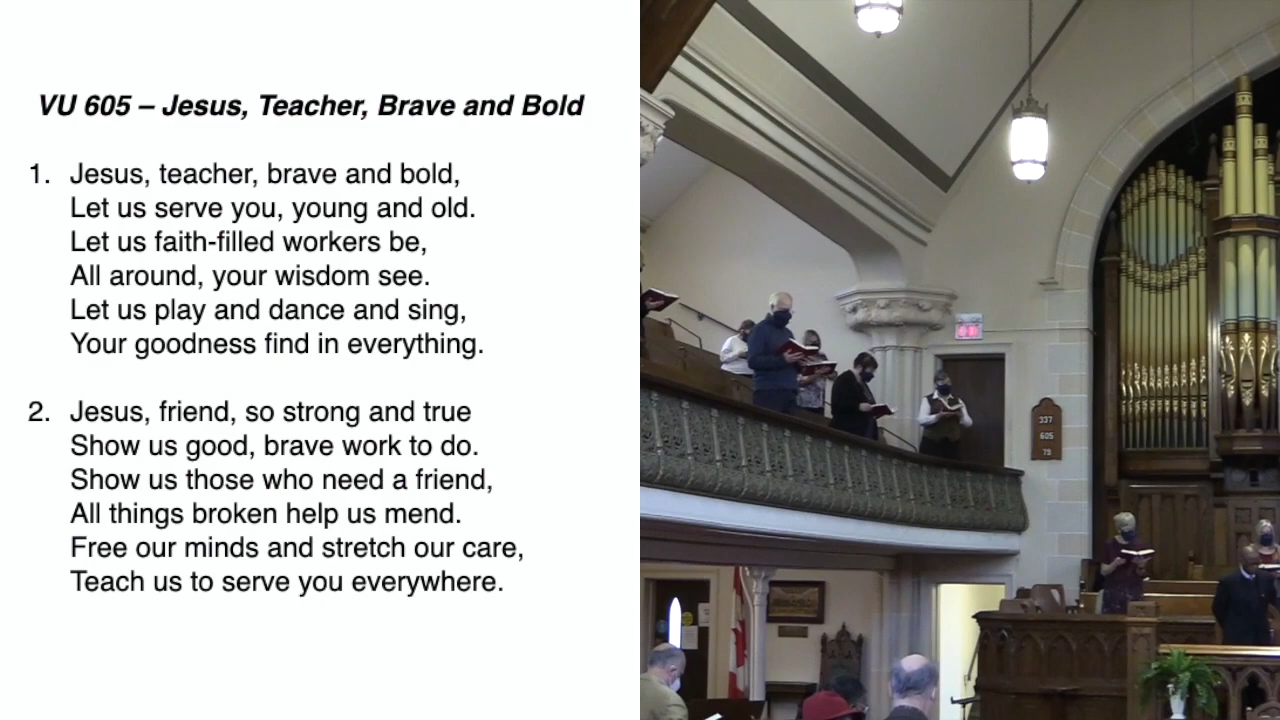 VU 605 – Jesus, Teacher, Brave and Bold
1. Jesus, teacher, brave and bold,
Let us serve you, young and old.
Let us faith-filled workers be,
All around, your wisdom see.
Let us play and dance and sing,
Your goodness find in everything.
2. Jesus, friend, so strong and true
Show us good, brave work to do.
Show us those who need a friend,
All things broken help us mend.
Free our minds and stretch our care,
Teach us to serve you everywhere.
337
605
79